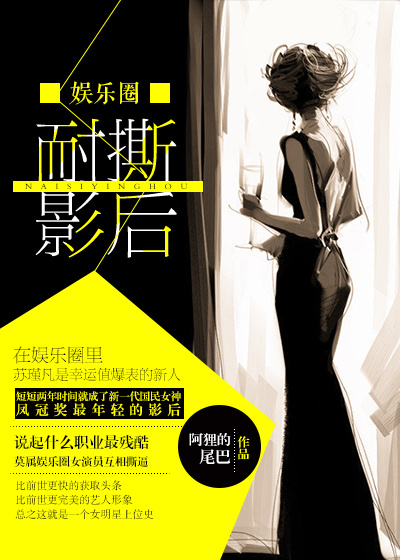 娱乐圈
耐撕
NAISIYINGHOU
影后
在娱乐圈里
苏瑾凡是幸运值爆表的新人
短短两年时间就成了新一代国民女神
凤冠奖最年轻的影后
说起什么职业最残酷
莫属娱乐圈女演员互相撕逼
比前世更快的获取头条
比前世更完美的艺人形象
总之这就是一个女明星上位史
阿狸的
尾巴
作品